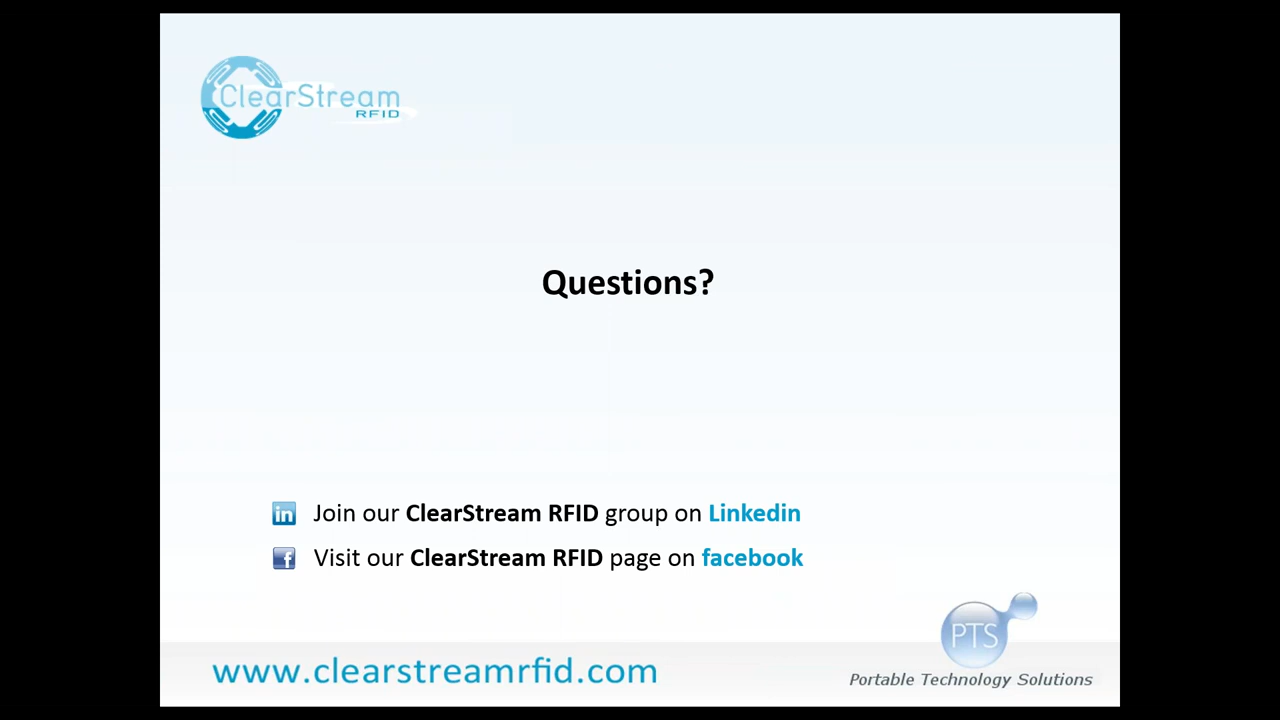 ClearStream
RFID
Questions?
in Join our ClearStream RFID group on Linkedin
f Visit our ClearStream RFID page on facebook
PTS
www.clearstreamrfid.com
Portable Technology Solutions